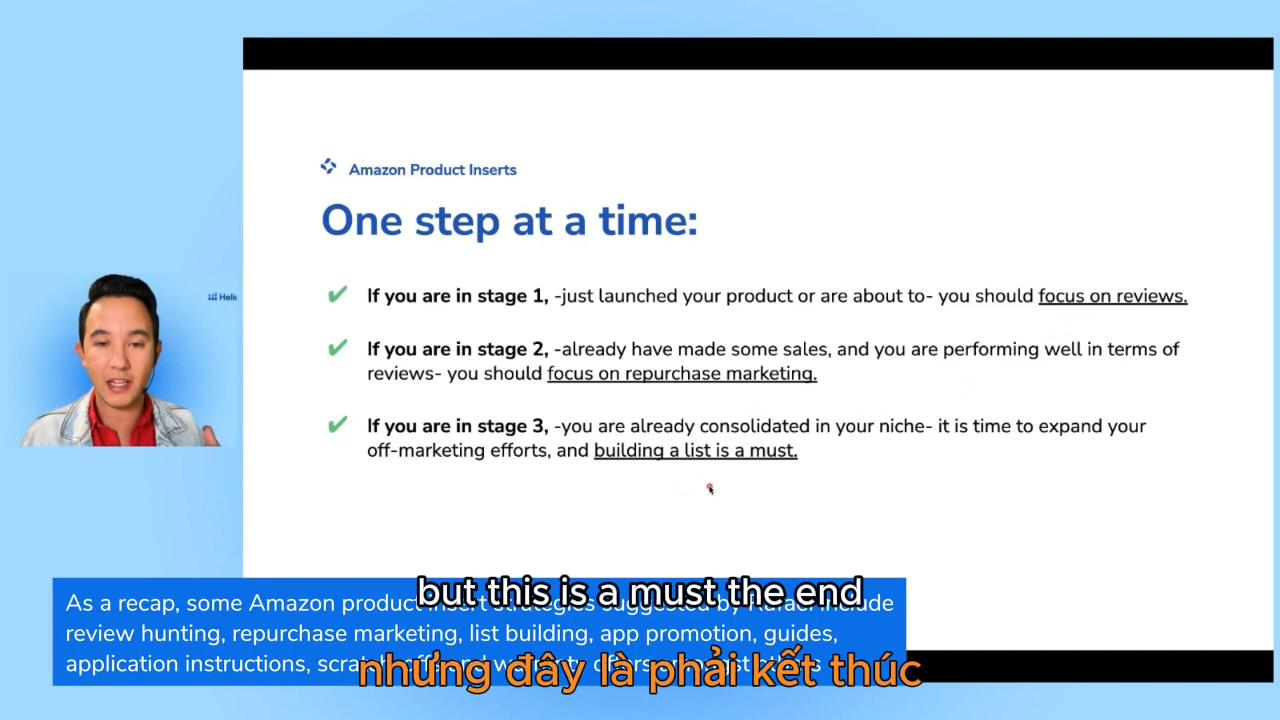 Amazon Product Inserts
One step at a time:
✔ If you are in stage 1, -just launched your product or are about to- you should focus on reviews.
✔ If you are in stage 2, -already have made some sales, and you are performing well in terms of
reviews- you should focus on repurchase marketing.
✔ If you are in stage 3, -you are already consolidated in your niche- it is time to expand your
off-marketing efforts, and building a list is a must.
but this is a must the end
As a recap, some Amazon product include
review hunting, repurchase marketing, list building, app promotion, guides,
application instructions,
nhưng đây là phải kết thúc